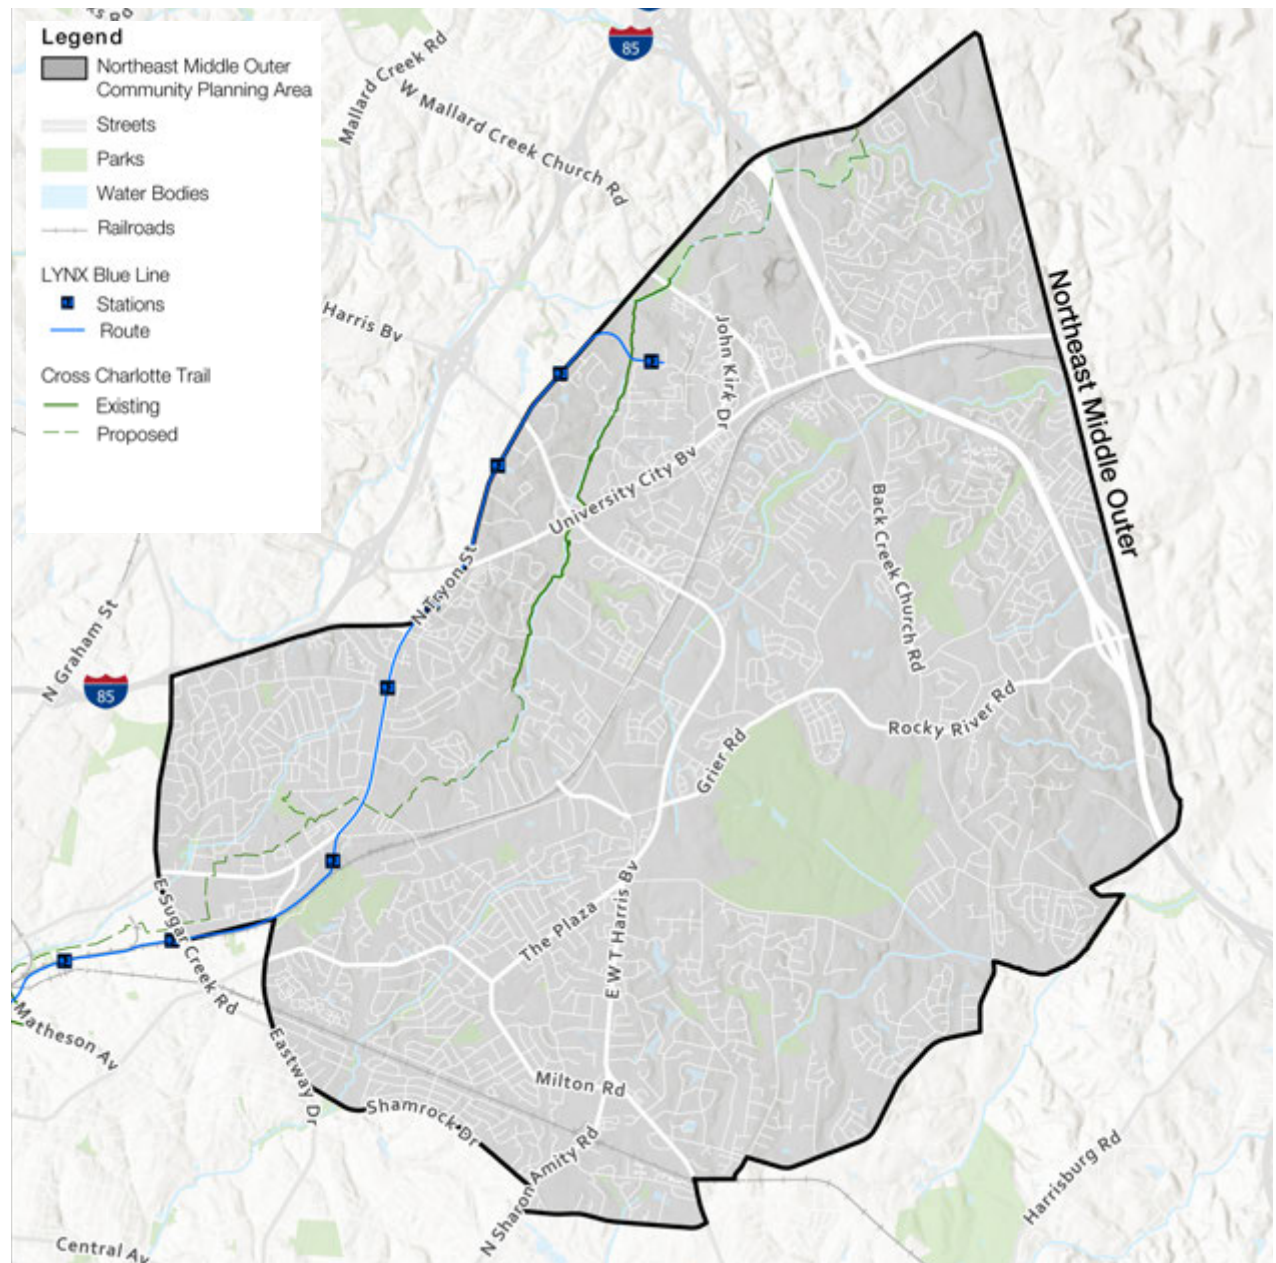 Legend
Northeast Middle Outer
Community Planning Area
Streets
Parks
Water Bodies
Railroads
LYNX Blue Line
Stations
Route
Cross Charlotte Trail
Existing
Proposed
85
Mallard Creek Rd
W Mallard Creek Church Rd
Harris Bv
John Kirk Dr
Northeast Middle Outer
University City Bv
Back Creek Church Rd
N Tryon St
N Graham St
85
Rocky River Rd
Grier Rd
E Sugar Creek Rd
The Plaza
E W T Harris Bv
Matheson Av
Eastway Dr
Milton Rd
Shamrock Dr
N Sharon Amity Rd
Harrisburg Rd
Central Av